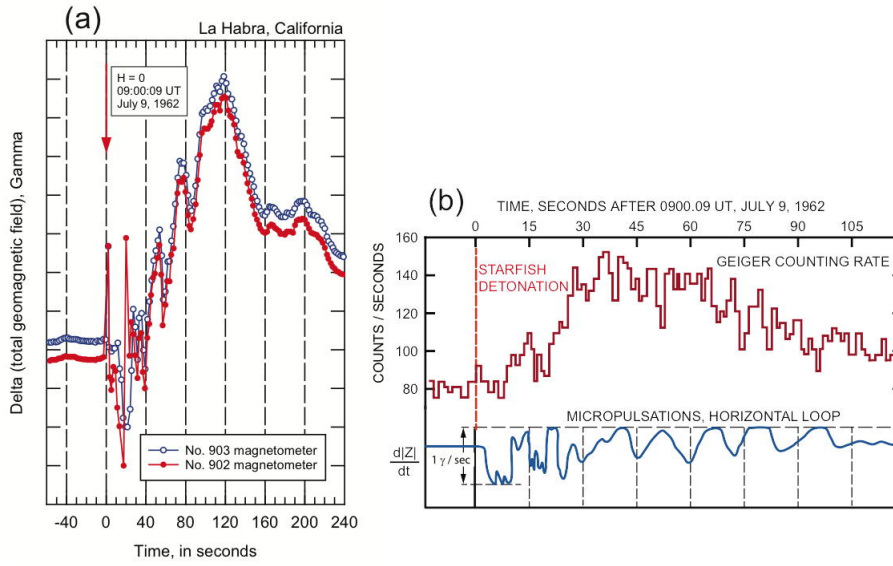 (a)
La Habra, California
H = 0
09:00:09 UT
July 9, 1962
Delta (total geomagnetic field), Gamma
No. 903 magnetometer
No. 902 magnetometer
-40 0 40 80 120 160 200 240
Time, in seconds
(b)
TIME, SECONDS AFTER 0900.09 UT, JULY 9, 1962
0 15 30 45 60 75 90 105
160
140
120
100
80
COUNTS / SECONDS
STARFISH
DETONATION
GEIGER COUNTING RATE
MICROPULSATIONS, HORIZONTAL LOOP
d|Z|
dt
1 γ / sec